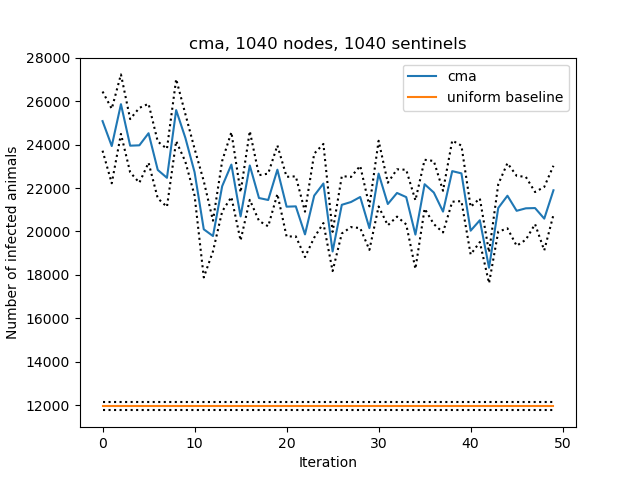 cma, 1040 nodes, 1040 sentinels
28000
26000
24000
22000
20000
18000
16000
14000
12000
Number of infected animals
cma
uniform baseline
0 10 20 30 40 50
Iteration